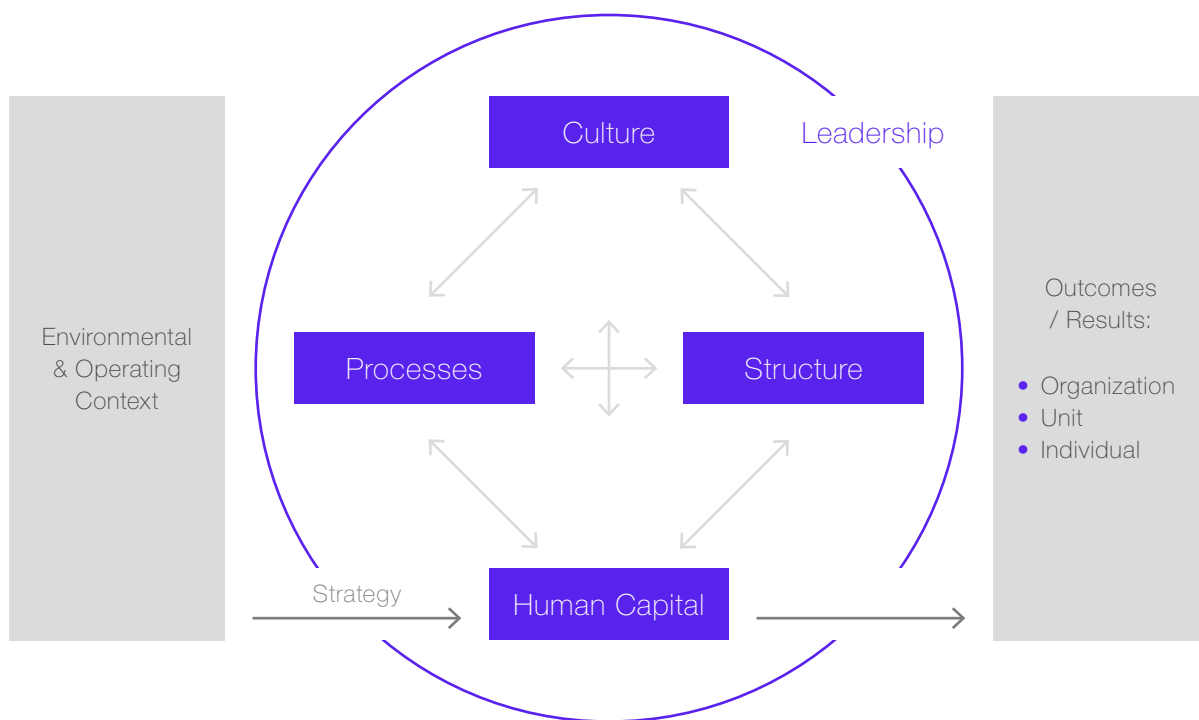 Culture
Leadership
Environmental
& Operating
Context
Processes
Structure
Outcomes
/ Results:
• Organization
• Unit
• Individual
Strategy
Human Capital